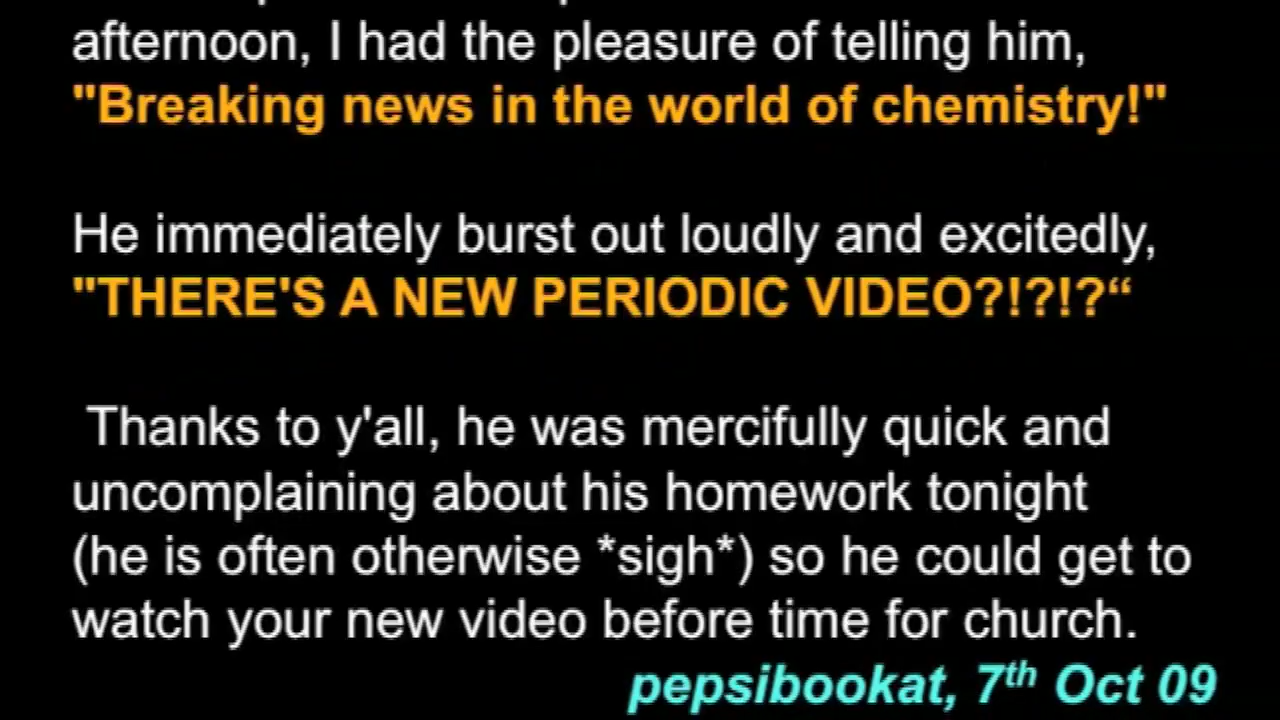 afternoon, I had the pleasure of telling him,
"Breaking news in the world of chemistry!"
He immediately burst out loudly and excitedly,
"THERE'S A NEW PERIODIC VIDEO?!?!?“
Thanks to y'all, he was mercifully quick and
uncomplaining about his homework tonight
(he is often otherwise *sigh*) so he could get to
watch your new video before time for church.
pepsibookat, 7th Oct 09